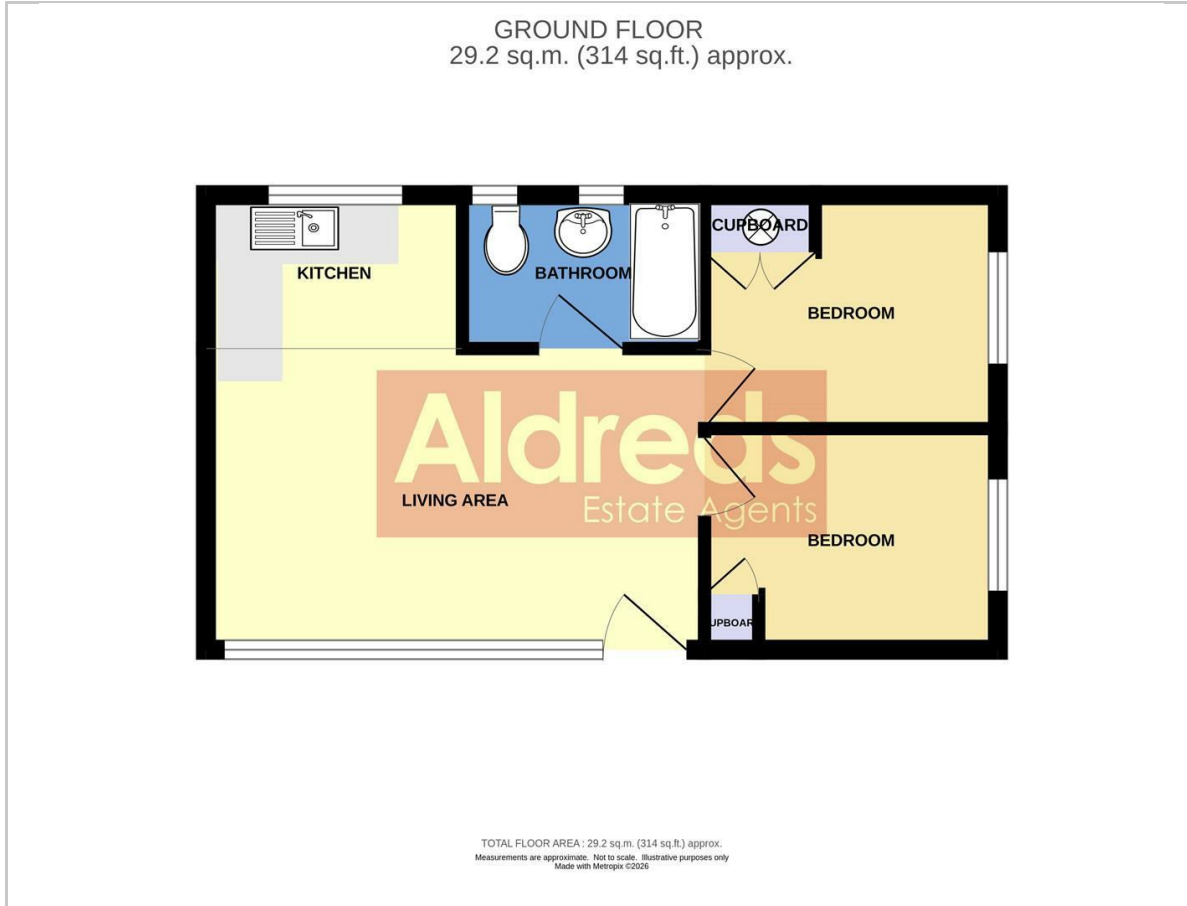 GROUND FLOOR
29.2 sq.m. (314 sq.ft.) approx.
CUPBOARD
KITCHEN
BATHROOM
BEDROOM
Aldreds
Estate Agents
LIVING AREA
BEDROOM
UPBOAR
TOTAL FLOOR AREA : 29.2 sq.m. (314 sq.ft.) approx.
Measurements are approximate. Not to scale. Illustrative purposes only
Made with Metropix ©2026